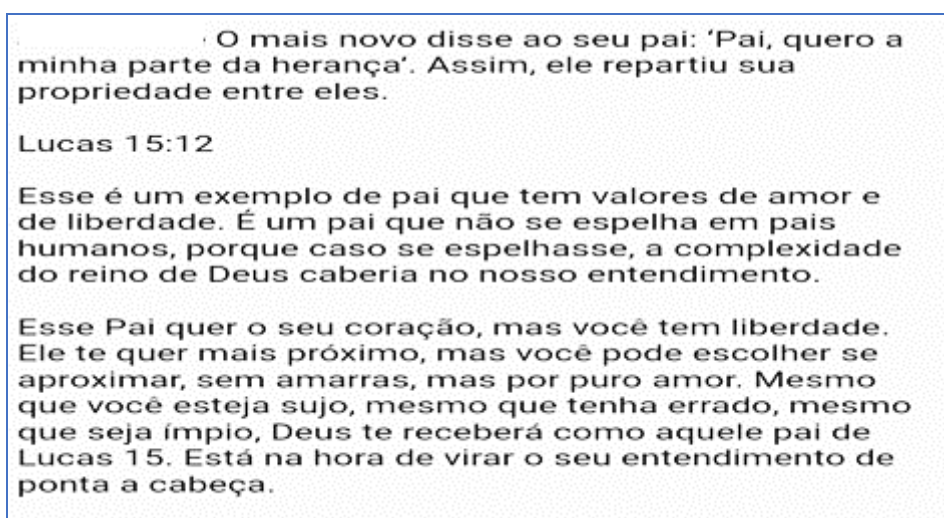 O mais novo disse ao seu pai: ‘Pai, quero a
minha parte da herança’. Assim, ele repartiu sua
propriedade entre eles.
Lucas 15:12
Esse é um exemplo de pai que tem valores de amor e
de liberdade. É um pai que não se espelha em pais
humanos, porque caso se espelhasse, a complexidade
do reino de Deus caberia no nosso entendimento.
Esse Pai quer o seu coração, mas você tem liberdade.
Ele te quer mais próximo, mas você pode escolher se
aproximar, sem amarras, mas por puro amor. Mesmo
que você esteja sujo, mesmo que tenha errado, mesmo
que seja ímpio, Deus te receberá como aquele pai de
Lucas 15. Está na hora de virar o seu entendimento de
ponta a cabeça.